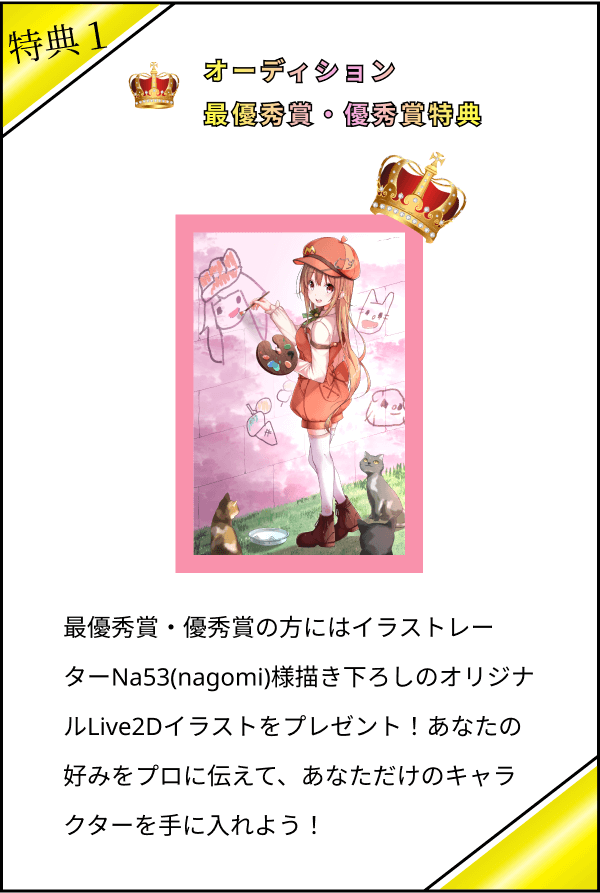 特典１
オーディション
最優秀賞・優秀賞特典
最優秀賞・優秀賞の方にはイラストレー
ターNa53(nagomi)様描き下ろしのオリジナ
ルLive2Dイラストをプレゼント！あなたの
好みをプロに伝えて、あなただけのキャラ
クターを手に入れよう！